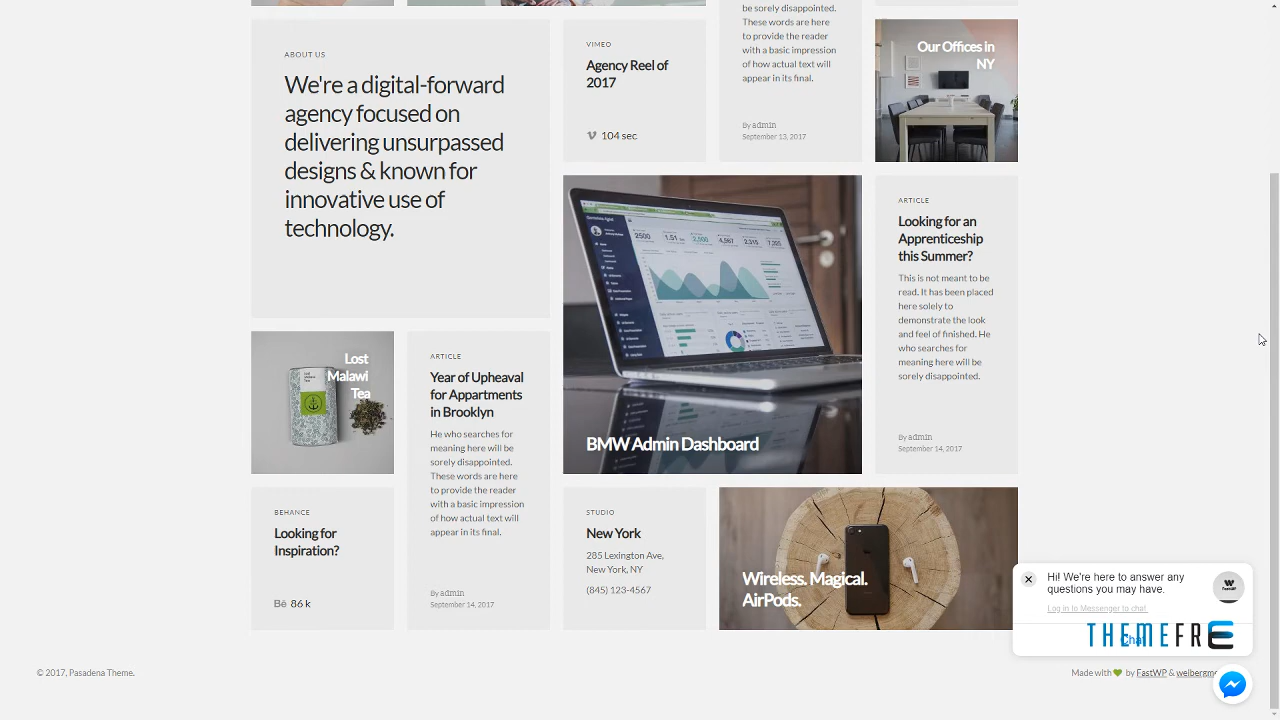 be sorely disappointed.
These words are here
to provide the reader
with a basic impression
of how actual text will
appear in its final.
By admin
September 13, 2017
Our Offices in
NY
ABOUT US
We're a digital-forward
agency focused on
delivering unsurpassed
designs & known for
innovative use of
technology.
VIMEO
Agency Reel of
2017
104 sec
ARTICLE
Looking for an
Apprenticeship
this Summer?
This is not meant to be
read. It has been placed
here solely to
demonstrate the look
and feel of finished. He
who searches for
meaning here will be
sorely disappointed.
By admin
September 14, 2017
BMW Admin Dashboard
Lost
Malawi
Tea
ARTICLE
Year of Upheaval
for Appartments
in Brooklyn
He who searches for
meaning here will be
sorely disappointed.
These words are here
to provide the reader
with a basic impression
of how actual text will
appear in its final.
By admin
September 14, 2017
BEHANCE
Looking for
Inspiration?
Bē 86 k
STUDIO
New York
285 Lexington Ave,
New York, NY
(845) 123-4567
Wireless. Magical.
AirPods.
Hi! We're here to answer any
questions you may have.
Log in to Messenger to chat.
THEMEFRE
© 2017, Pasadena Theme.
Made with by FastWP &